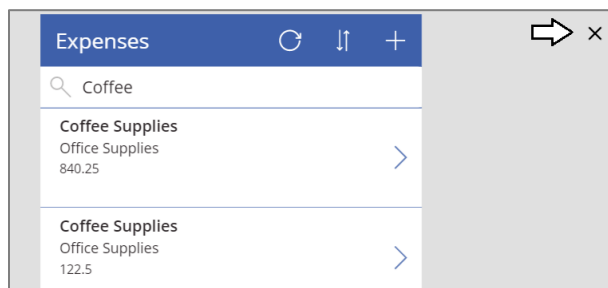 Expenses
Coffee
Coffee Supplies
Office Supplies
840.25
Coffee Supplies
Office Supplies
122.5